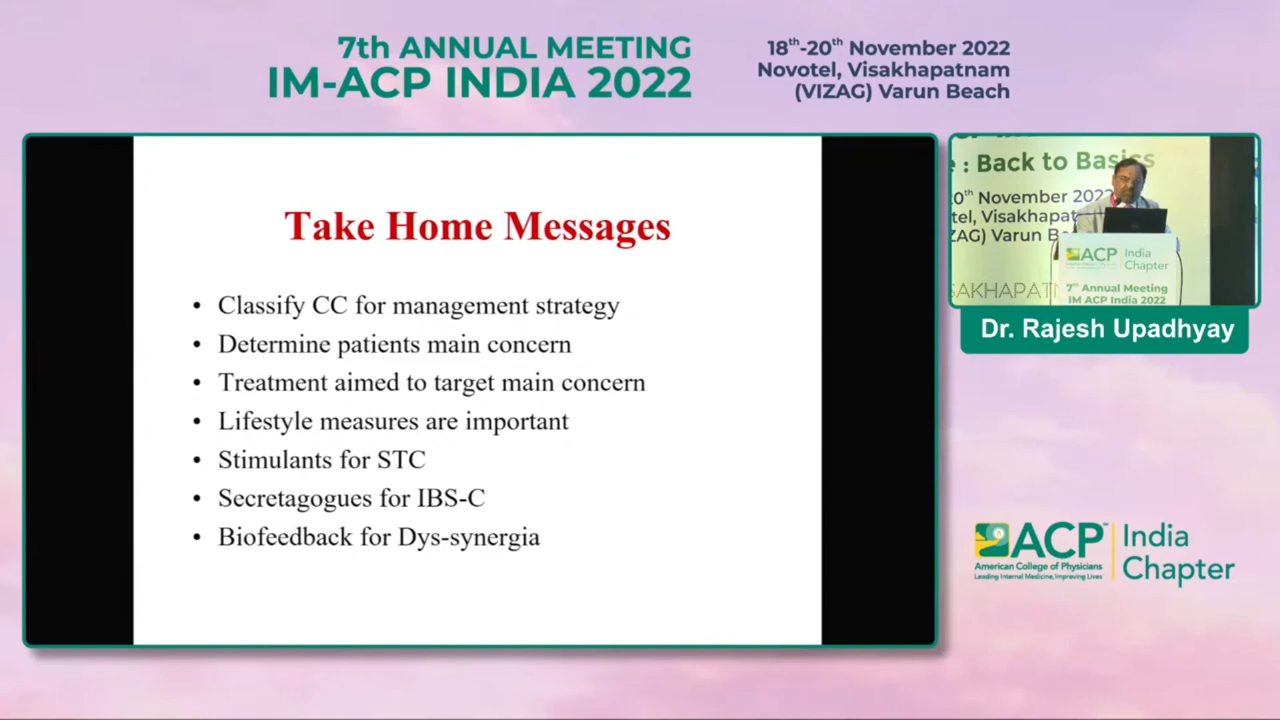 7th ANNUAL MEETING
IM-ACP INDIA 2022
18th-20th November 2022
Novotel, Visakhapatnam
(VIZAG) Varun Beach
Take Home Messages
• Classify CC for management strategy
• Determine patients main concern
• Treatment aimed to target main concern
• Lifestyle measures are important
• Stimulants for STC
• Secretagogues for IBS-C
• Biofeedback for Dys-synergia
: Back to Basics
0th November 2022
tel, Visakhapat
ZAG) Varun B
SAKHAPATN
ACP India
Chapter
7th Annual Meeting
IM ACP India 2022
Dr. Rajesh Upadhyay
ACP™
American College of Physicians
Leading Internal Medicine, Improving Lives
India
Chapter